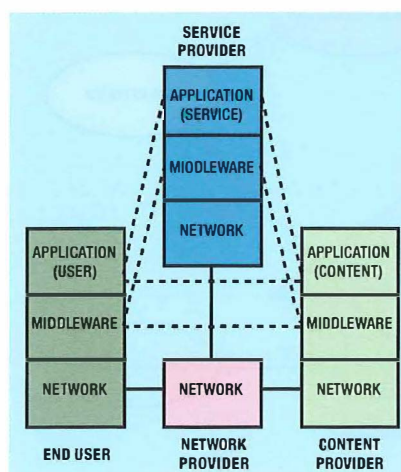 SERVICE
PROVIDER
APPLICATION
(SERVICE)
MIDDLEWARE
NETWORK
APPLICATION
(USER)
MIDDLEWARE
NETWORK
APPLICATION
(CONTENT)
MIDDLEWARE
NETWORK
NETWORK
END USER
NETWORK
PROVIDER
CONTENT
PROVIDER